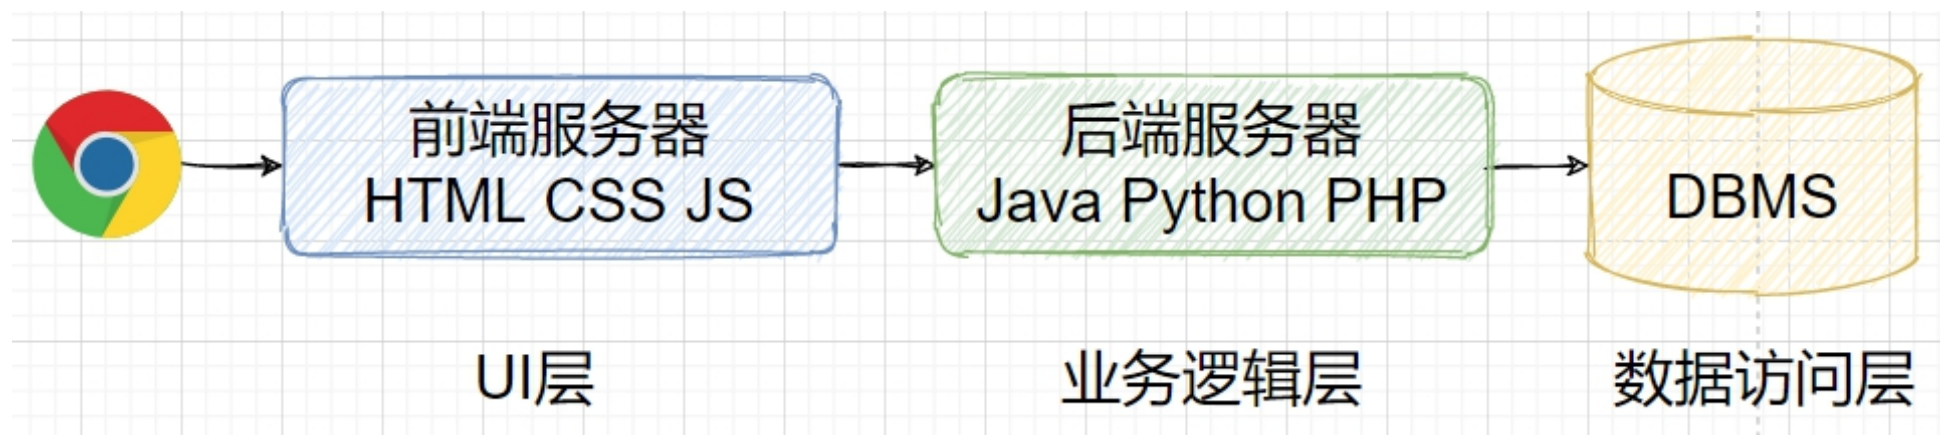 前端服务器
HTML CSS JS
后端服务器
Java Python PHP
DBMS
UI层
业务逻辑层
数据访问层